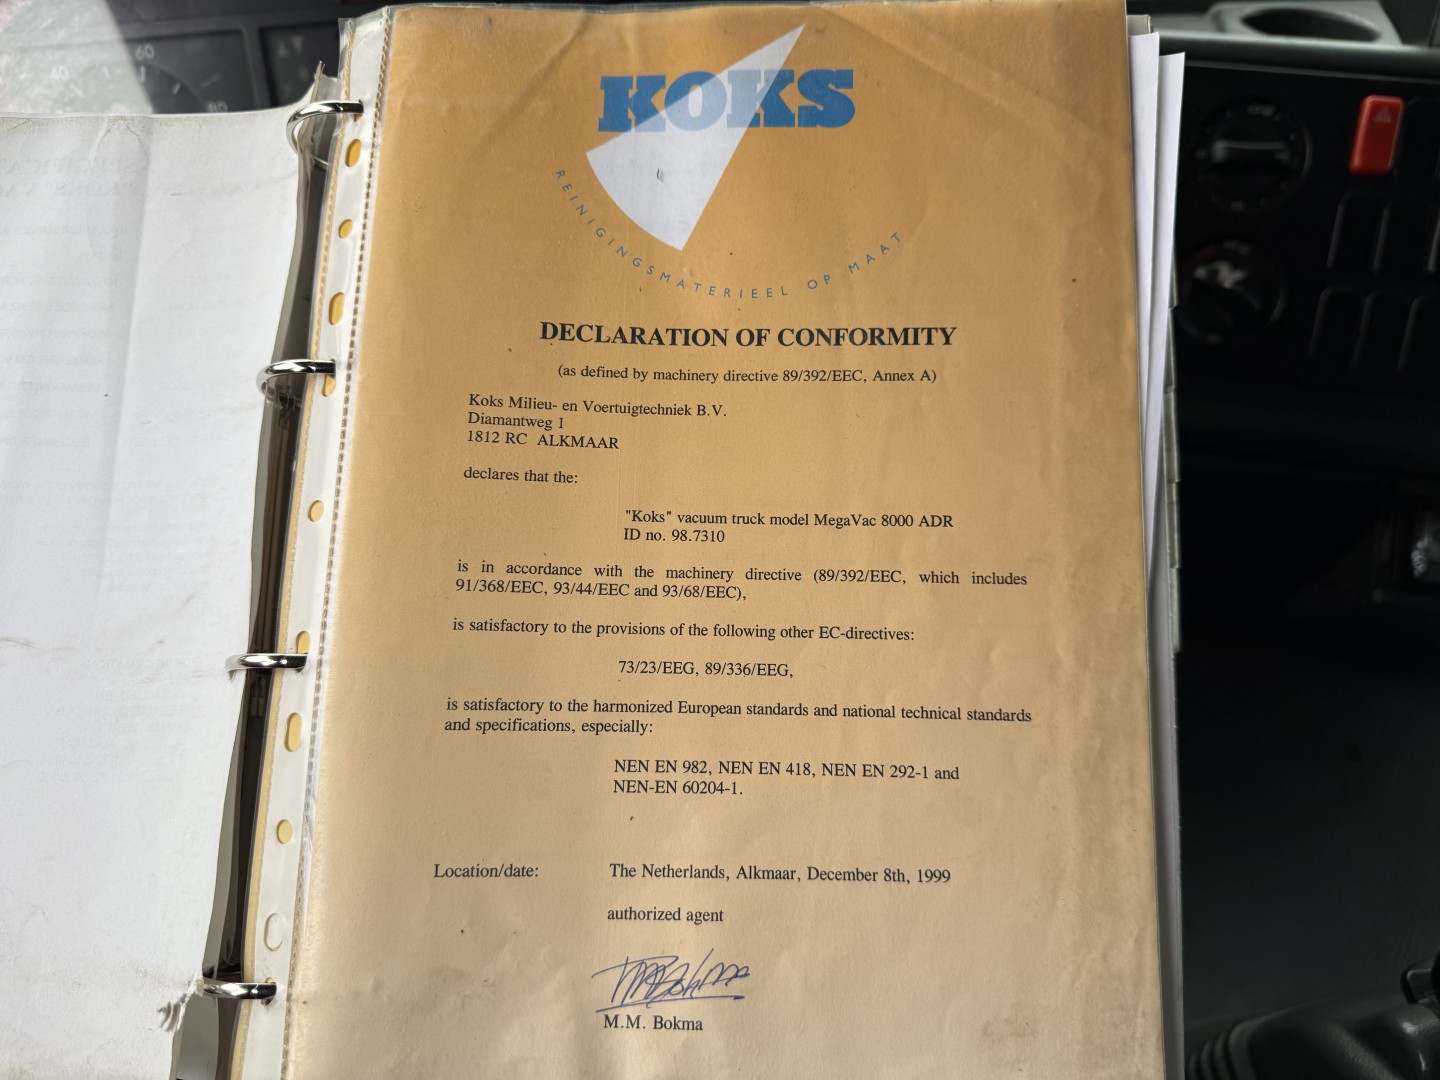 KOKS
REINIGINGSMATERIEEL OP MAAT
DECLARATION OF CONFORMITY
(as defined by machinery directive 89/392/EEC, Annex A)
Koks Milieu- en Voertuigtechniek B.V.
Diamantweg 1
1812 RC ALKMAAR
declares that the:
"Koks" vacuum truck model MegaVac 8000 ADR
ID no. 98.7310
is in accordance with the machinery directive (89/392/EEC, which includes
91/368/EEC, 93/44/EEC and 93/68/EEC),
is satisfactory to the provisions of the following other EC-directives:
73/23/EEG, 89/336/EEG,
is satisfactory to the harmonized European standards and national technical standards
and specifications, especially:
NEN EN 982, NEN EN 418, NEN EN 292-1 and
NEN-EN 60204-1.
Location/date: The Netherlands, Alkmaar, December 8th, 1999
authorized agent
M.M. Bokma